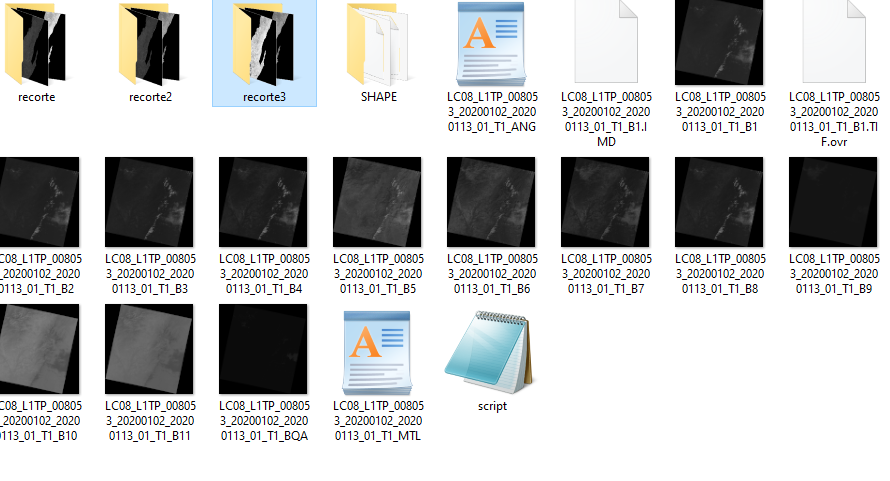 recorte
recorte2
recorte3
SHAPE
LC08_L1TP_00805
3_20200102_2020
0113_01_T1_ANG
LC08_L1TP_00805
3_20200102_2020
0113_01_T1_B1.I
MD
LC08_L1TP_00805
3_20200102_2020
0113_01_T1_B1
LC08_L1TP_00805
3_20200102_2020
0113_01_T1_B1.TI
F.ovr
C08_L1TP_00805
_20200102_2020
0113_01_T1_B2
LC08_L1TP_00805
3_20200102_2020
0113_01_T1_B3
LC08_L1TP_00805
3_20200102_2020
0113_01_T1_B4
LC08_L1TP_00805
3_20200102_2020
0113_01_T1_B5
LC08_L1TP_00805
3_20200102_2020
0113_01_T1_B6
LC08_L1TP_00805
3_20200102_2020
0113_01_T1_B7
LC08_L1TP_00805
3_20200102_2020
0113_01_T1_B8
LC08_L1TP_00805
3_20200102_2020
0113_01_T1_B9
C08_L1TP_00805
_20200102_2020
0113_01_T1_B10
LC08_L1TP_00805
3_20200102_2020
0113_01_T1_B11
LC08_L1TP_00805
3_20200102_2020
0113_01_T1_BQA
LC08_L1TP_00805
3_20200102_2020
0113_01_T1_MTL
script